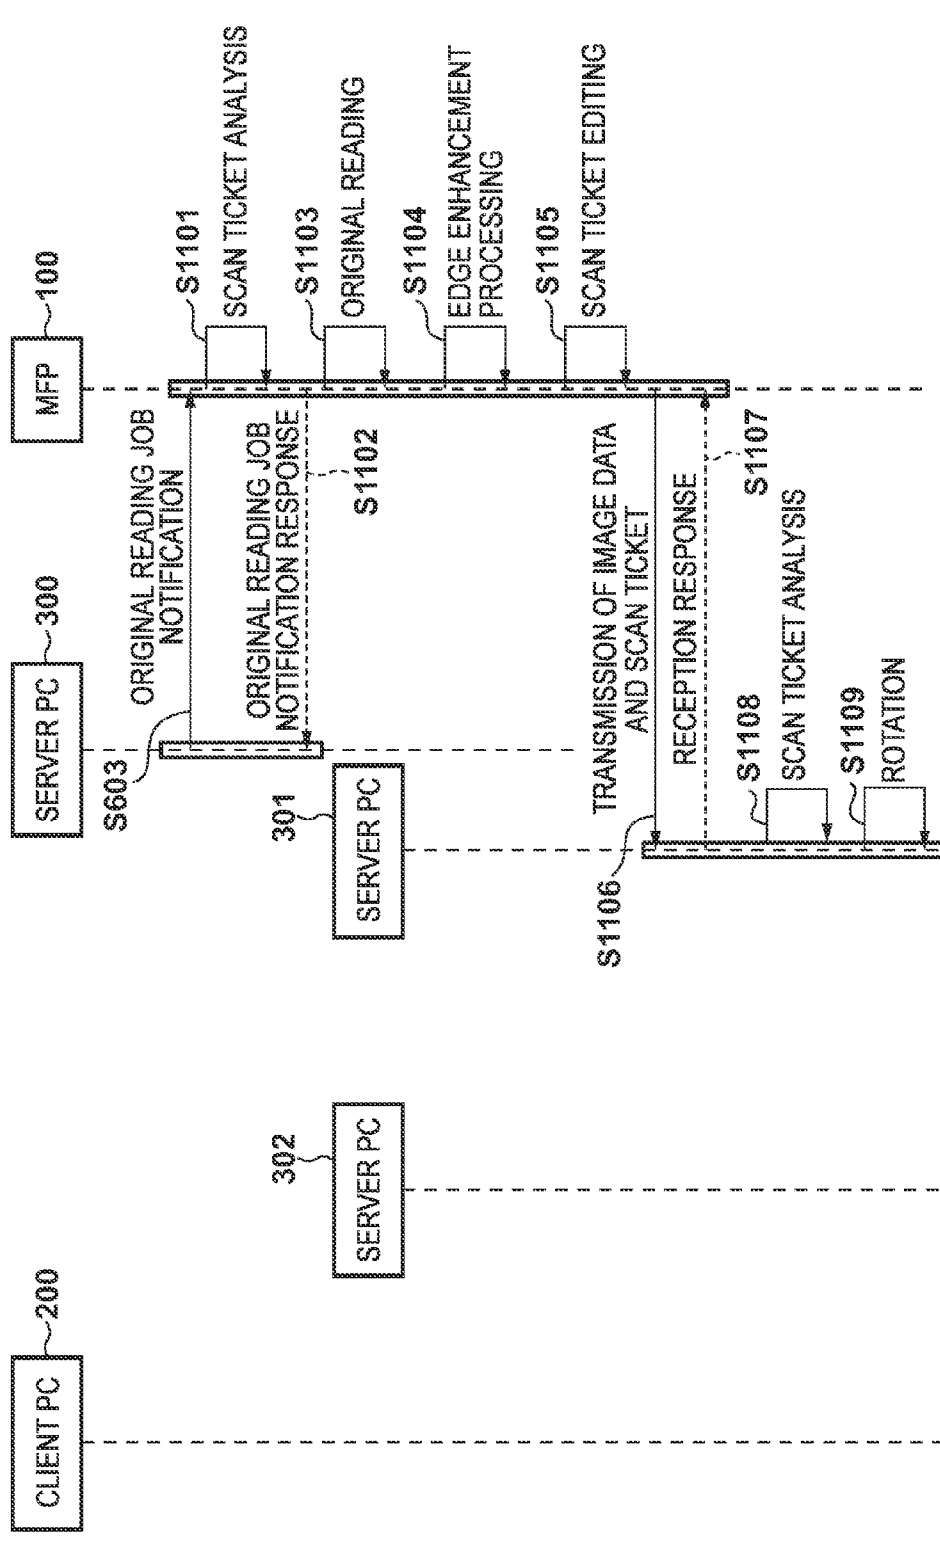 CLIENT PC
200
SERVER PC
302
SERVER PC
301
SERVER PC
300
MFP
100
S603
ORIGINAL READING JOB
NOTIFICATION
S1101
SCAN TICKET ANALYSIS
ORIGINAL READING JOB
NOTIFICATION RESPONSE
S1102
S1103
ORIGINAL READING
S1104
EDGE ENHANCEMENT
PROCESSING
S1105
SCAN TICKET EDITING
S1106
TRANSMISSION OF IMAGE DATA
AND SCAN TICKET
RECEPTION RESPONSE
S1107
S1108
SCAN TICKET ANALYSIS
S1109
ROTATION